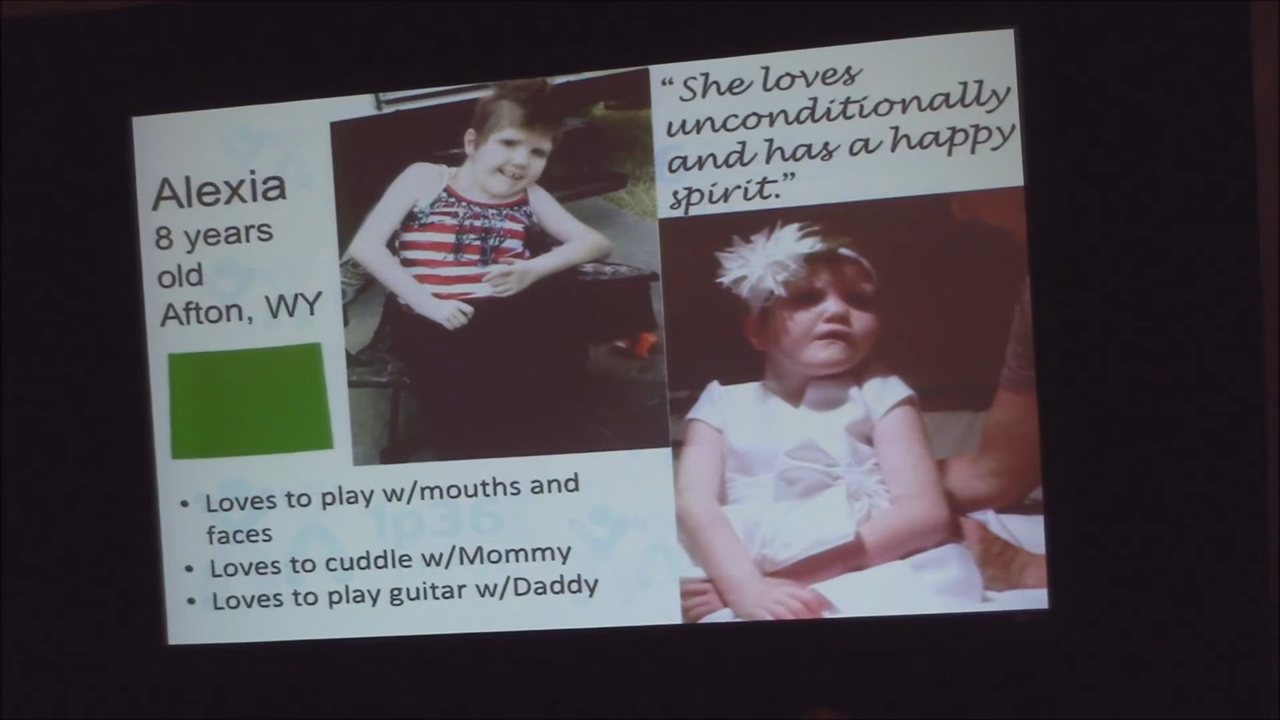 Alexia
8 years
old
Afton, WY
“She loves
unconditionally
and has a happy
spirit.”
• Loves to play w/mouths and
faces
• Loves to cuddle w/Mommy
• Loves to play guitar w/Daddy
1p36